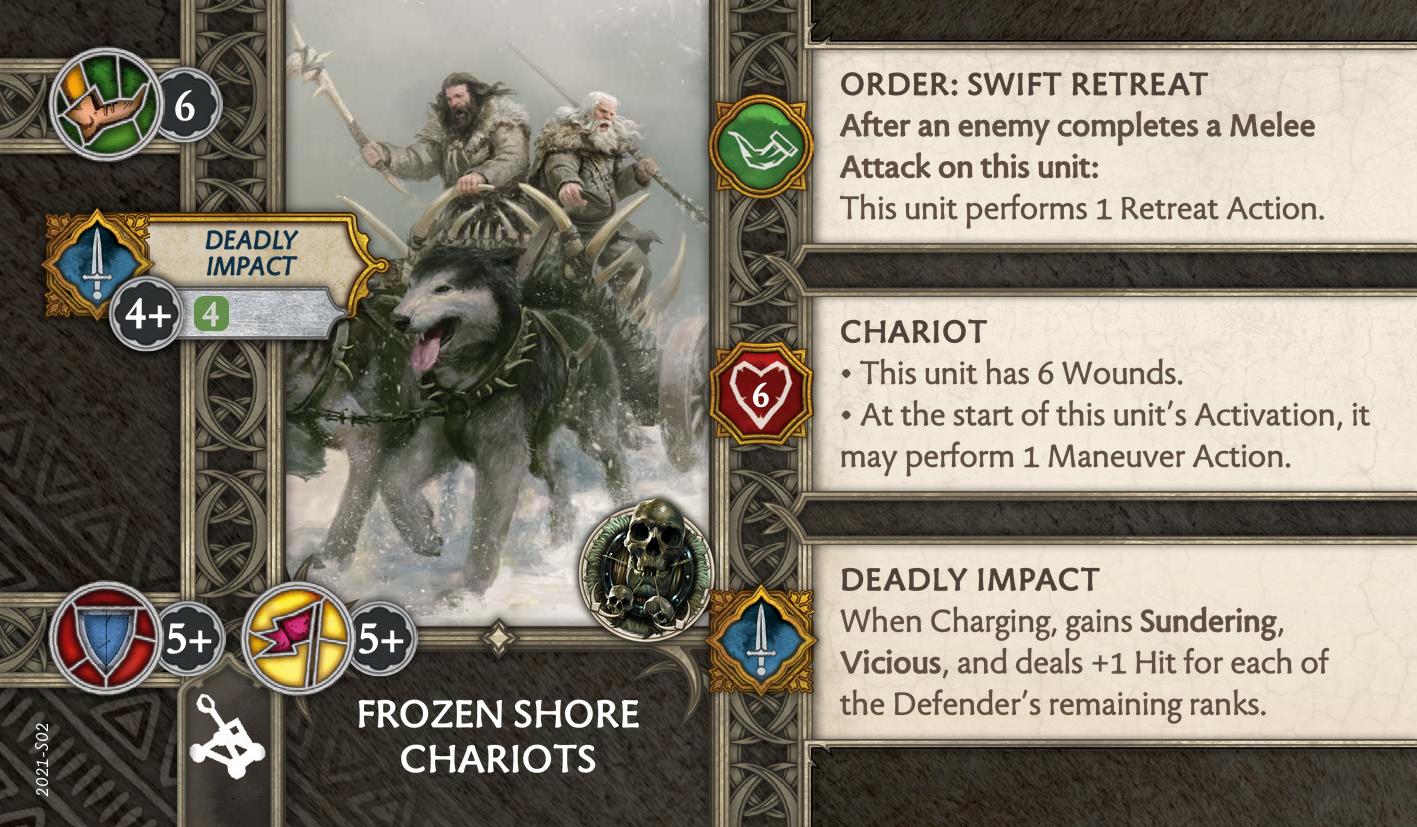 6
DEADLY
IMPACT
4+
4
5+
5+
FROZEN SHORE
CHARIOTS
2021-S02
ORDER: SWIFT RETREAT
After an enemy completes a Melee
Attack on this unit:
This unit performs 1 Retreat Action.
6
CHARIOT
• This unit has 6 Wounds.
• At the start of this unit's Activation, it
may perform 1 Maneuver Action.
DEADLY IMPACT
When Charging, gains Sundering,
Vicious, and deals +1 Hit for each of
the Defender's remaining ranks.